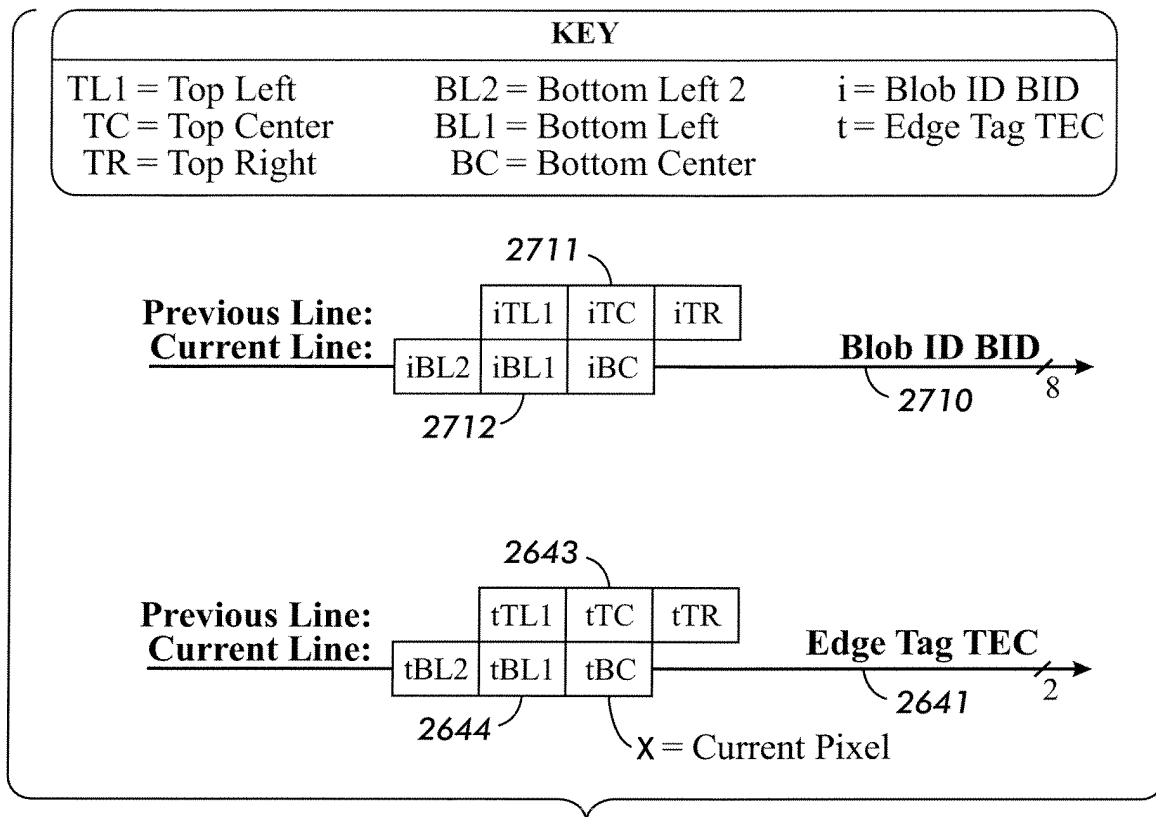 KEY
TL1 = Top Left BL2 = Bottom Left 2 i = Blob ID BID
TC = Top Center BL1 = Bottom Left t = Edge Tag TEC
TR = Top Right BC = Bottom Center
2711
Previous Line: iTL1 iTC iTR
Current Line: iBL2 iBL1 iBC Blob ID BID 8
2712 2710
2643
Previous Line: tTL1 tTC tTR
Current Line: tBL2 tBL1 tBC Edge Tag TEC 2
2644 2641
X = Current Pixel